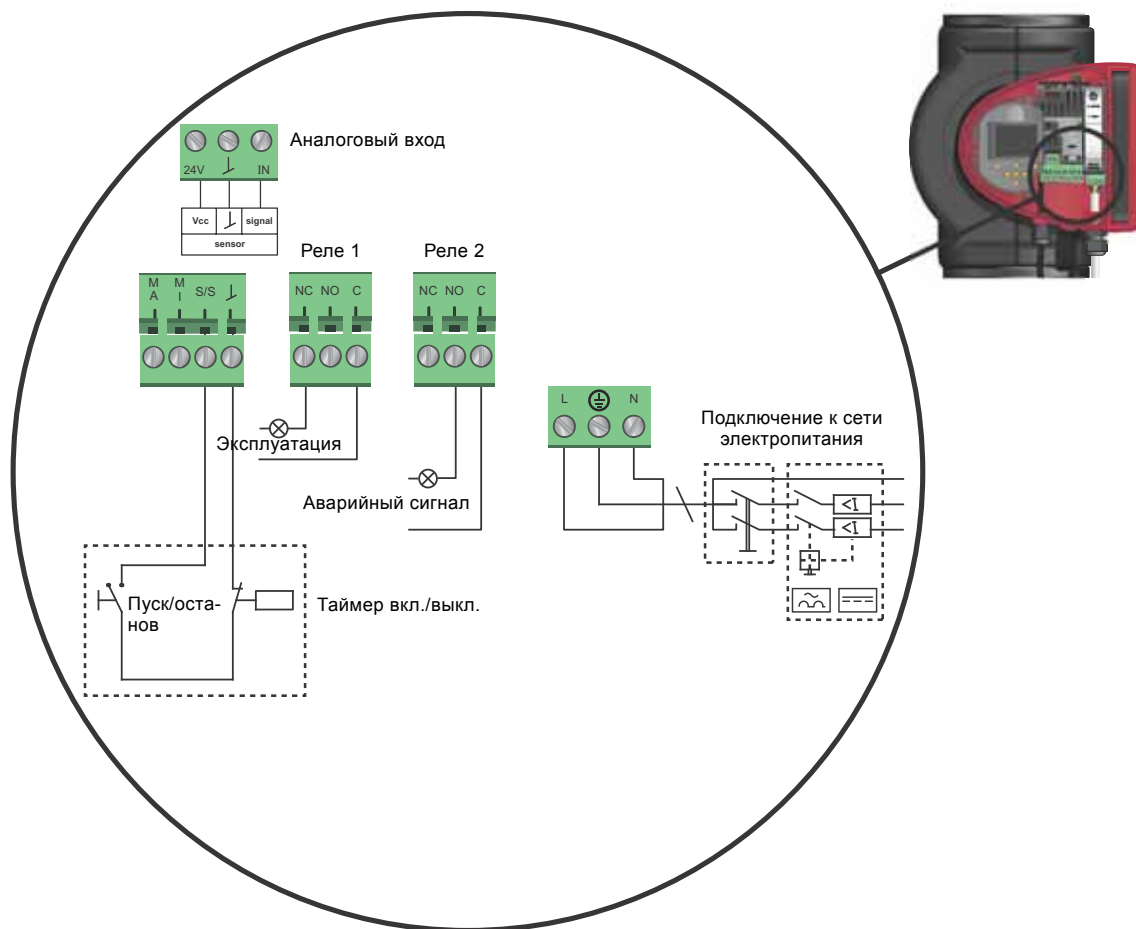 Аналоговый вход
24V IN
Vcc signal
sensor
Реле 1
Реле 2
M A M I S/S
NC NO C
NC NO C
Эксплуатация
Аварийный сигнал
L N
Подключение к сети
электропитания
<I
<I
Пуск/оста-
нов
Таймер вкл./выкл.